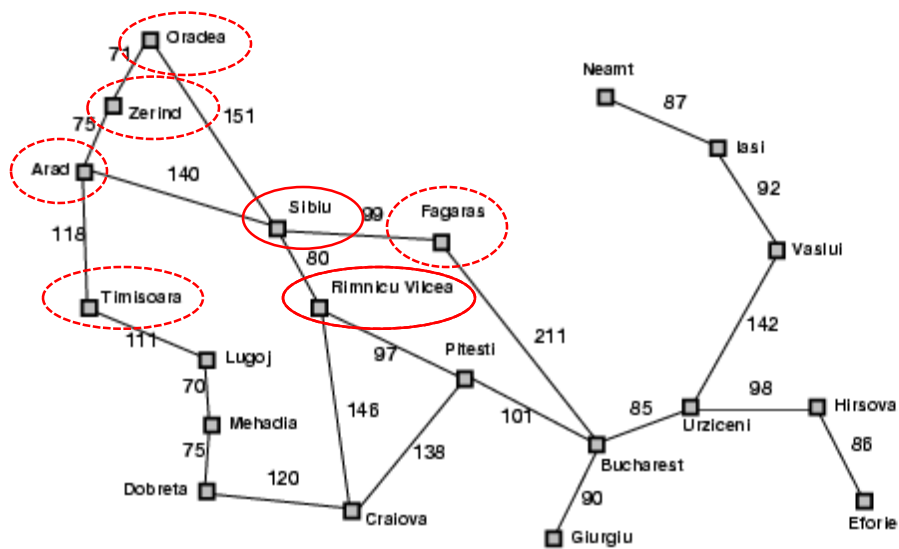 Oradea
71
Neamt
Zerind
87
75
151
Iasi
Arad
140
92
Sibiu
99
Fagaras
118
80
Vaslui
Timisoara
Rimnicu Vilcea
142
111
211
Lugoj
97
Pitesti
70
98
Hirsova
146
101
85
Mehadia
Urziceni
75
138
86
Bucharest
Dobreta
120
90
Craiova
Eforie
Giurgiu